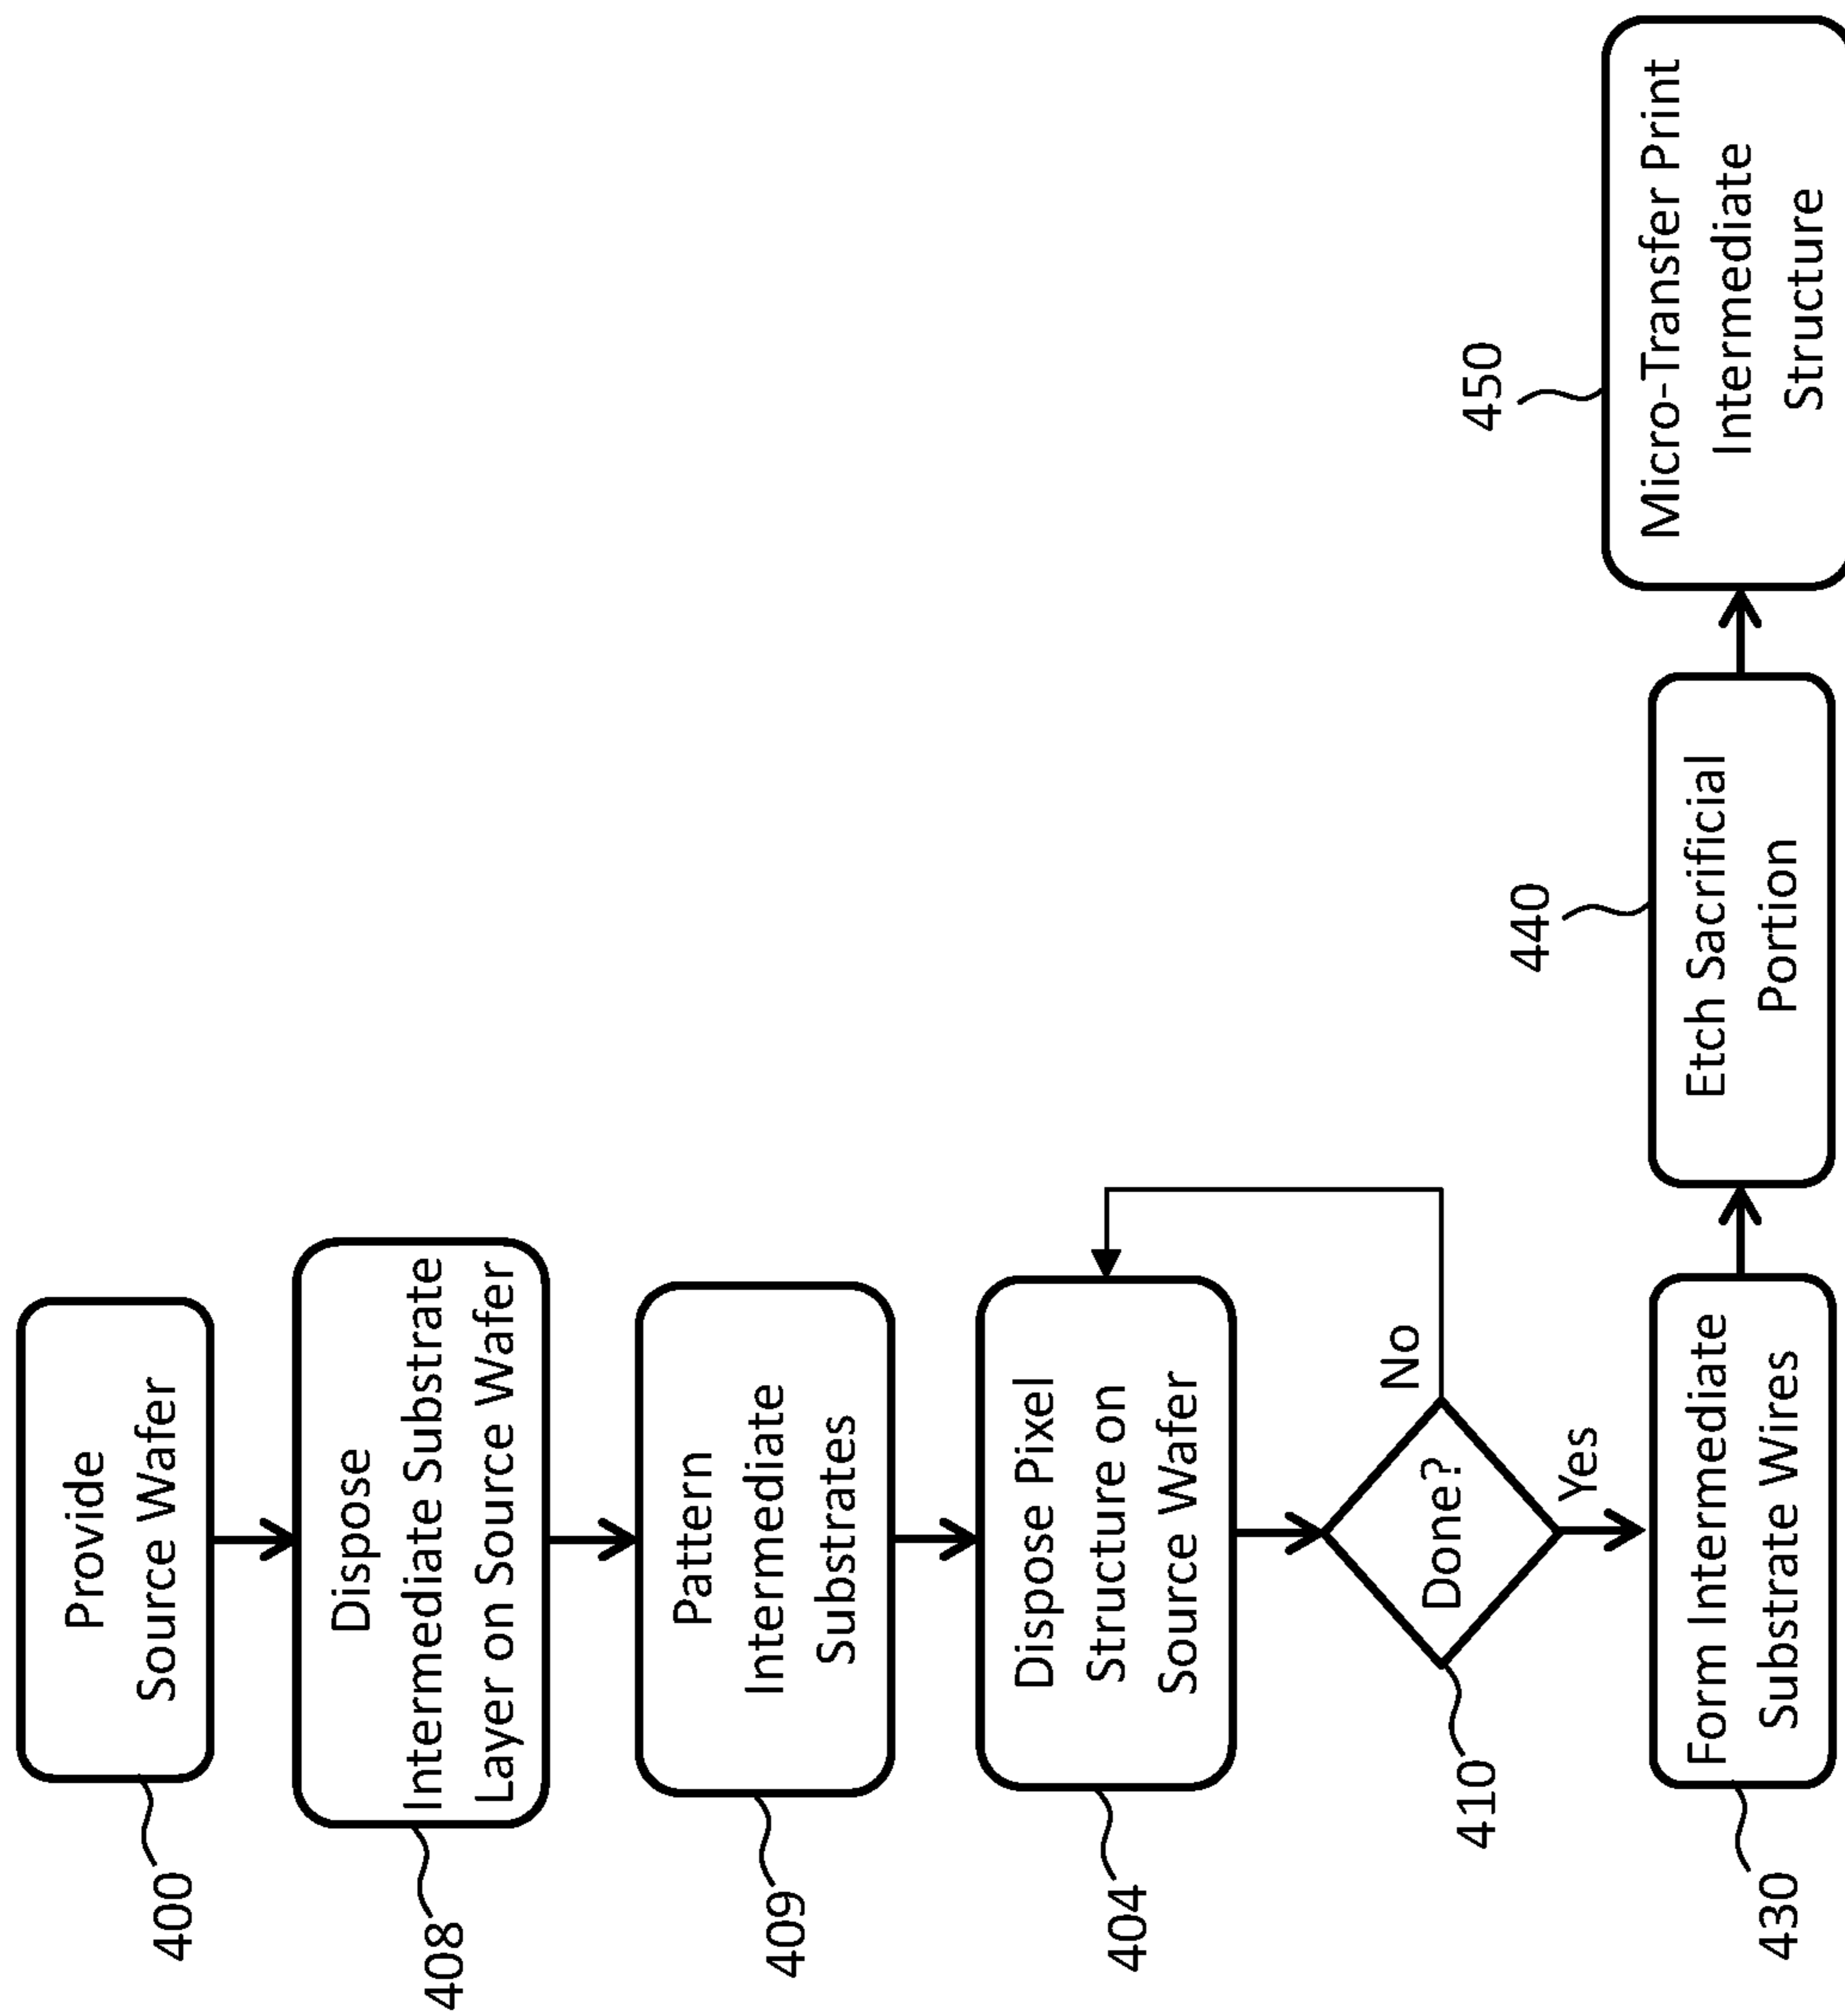 400
Provide
Source Wafer
408
Dispose
Intermediate Substrate
Layer on Source Wafer
409
Pattern
Intermediate
Substrates
404
Dispose Pixel
Structure on
Source Wafer
410
Done?
No
Yes
430
Form Intermediate
Substrate Wires
440
Etch Sacrificial
Portion
450
Micro-Transfer Print
Intermediate
Structure